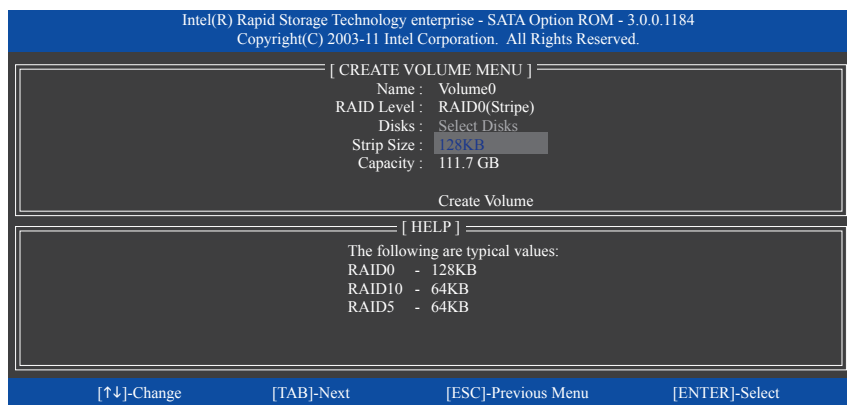 Intel(R) Rapid Storage Technology enterprise - SATA Option ROM - 3.0.0.1184
Copyright(C) 2003-11 Intel Corporation. All Rights Reserved.
[ CREATE VOLUME MENU ]
Name : Volume0
RAID Level : RAID0(Stripe)
Disks : Select Disks
Strip Size : 128KB
Capacity : 111.7 GB
Create Volume
[ HELP ]
The following are typical values:
RAID0 - 128KB
RAID10 - 64KB
RAID5 - 64KB
[↑↓]-Change [TAB]-Next [ESC]-Previous Menu [ENTER]-Select